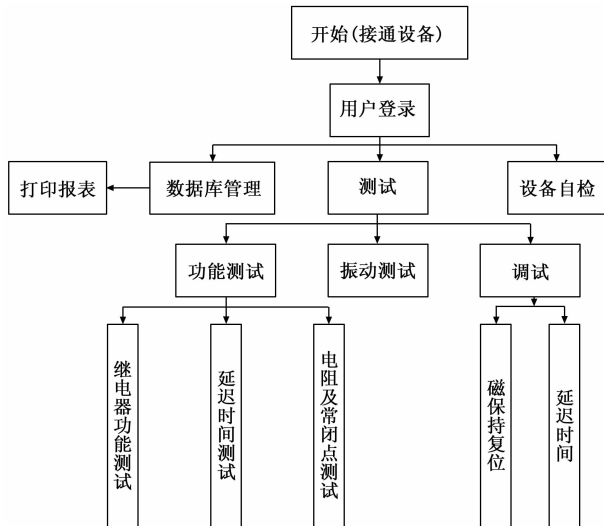 开始(接通设备)
用户登录
打印报表
数据库管理
测试
设备自检
功能测试
振动测试
调试
继电器功能测试
延迟时间测试
电阻及常闭点测试
磁保持复位
延迟时间